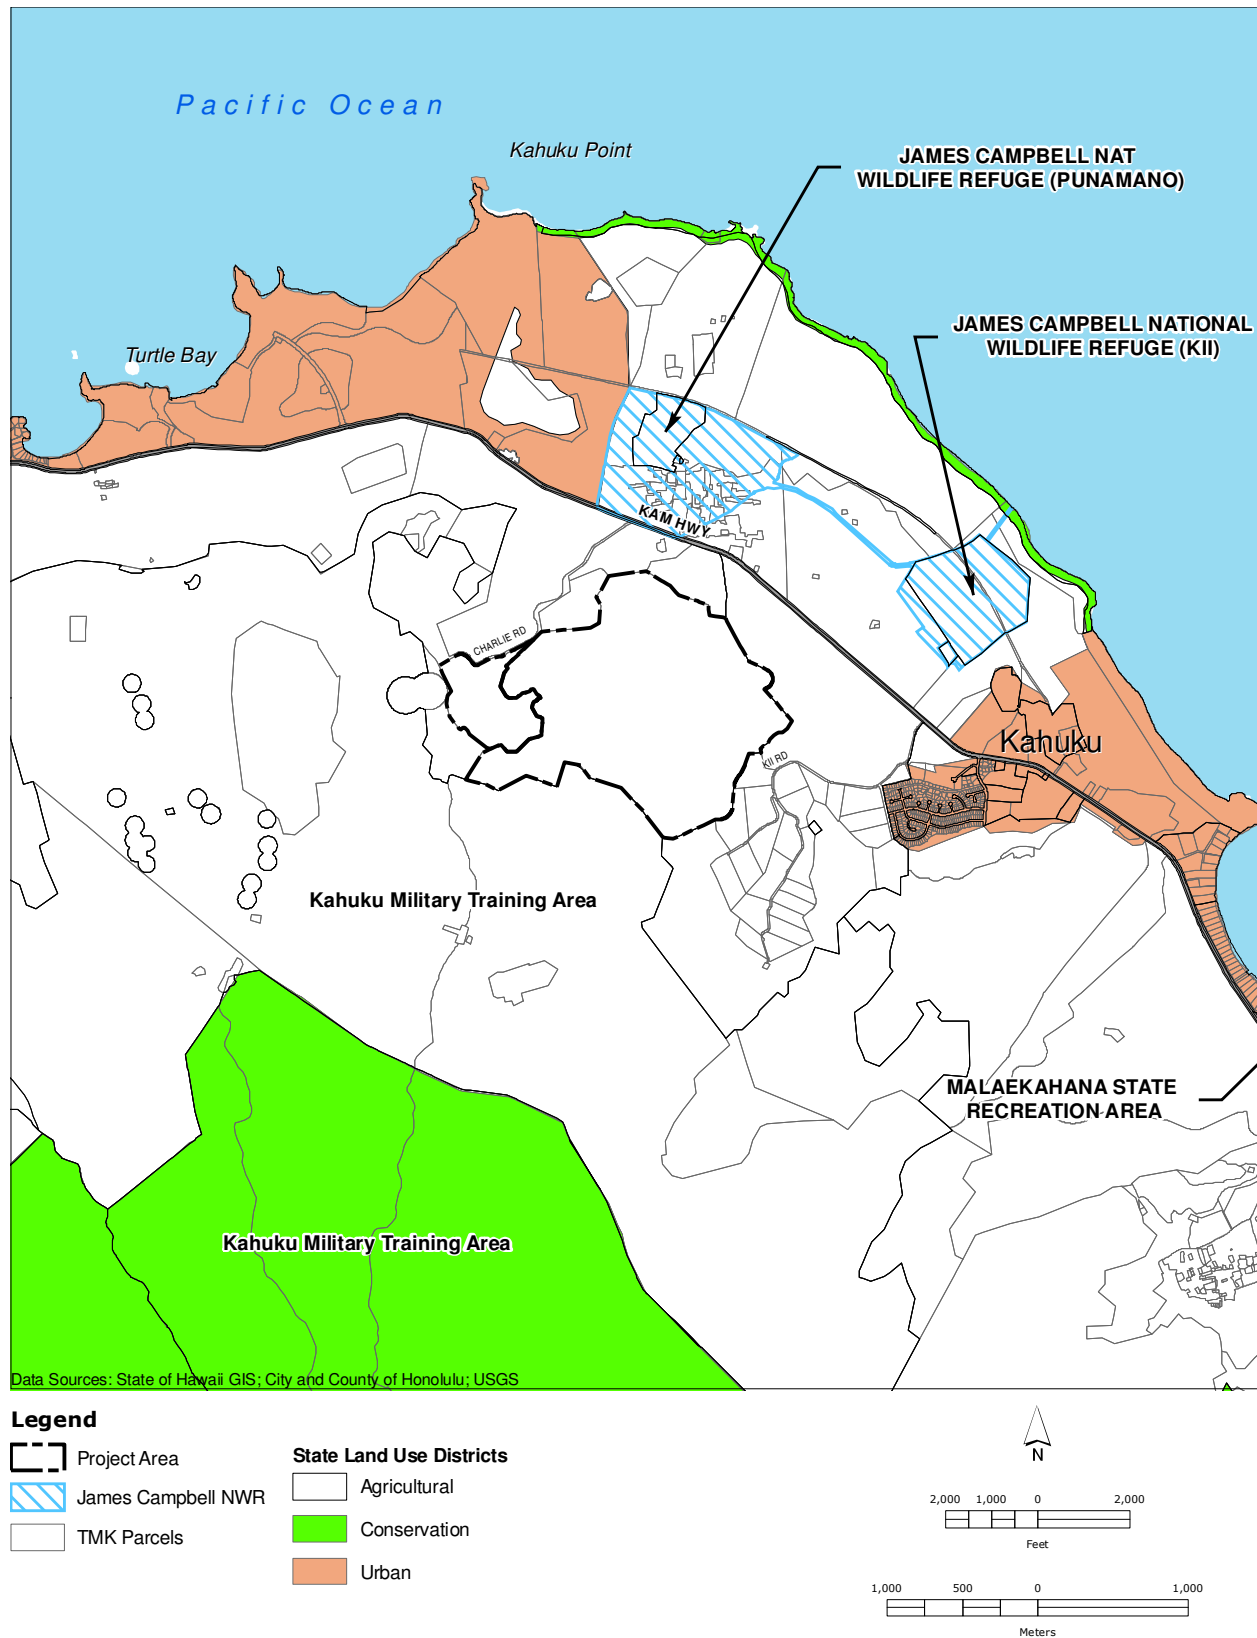 Pacific Ocean
Kahuku Point
JAMES CAMPBELL NAT
WILDLIFE REFUGE (PUNAMANO)
JAMES CAMPBELL NATIONAL
WILDLIFE REFUGE (KII)
Turtle Bay
KAM HWY
CHARLIE RD
Kahuku
KII RD
Kahuku Military Training Area
MALAEKAHANA STATE
RECREATION AREA
Kahuku Military Training Area
Data Sources: State of Hawaii GIS; City and County of Honolulu; USGS
Legend
Project Area
James Campbell NWR
TMK Parcels
State Land Use Districts
Agricultural
Conservation
Urban
N
2,000 1,000 0 2,000
Feet
1,000 500 0 1,000
Meters